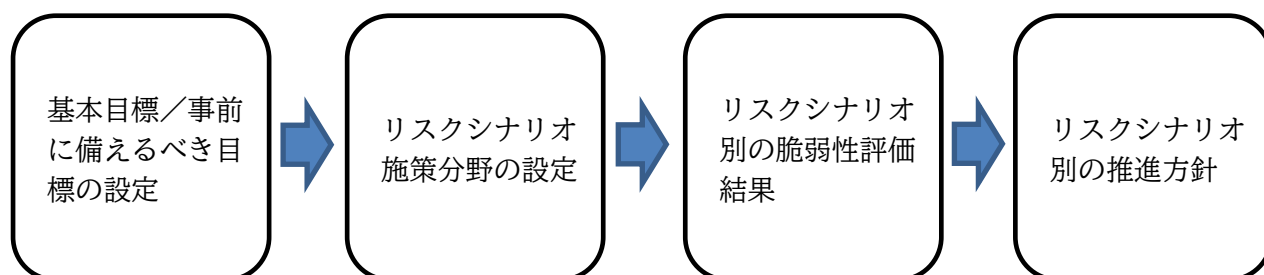 基本目標／事前
に備えるべき目
標の設定
リスクシナリオ
施策分野の設定
リスクシナリオ
別の脆弱性評価
結果
リスクシナリオ
別の推進方針